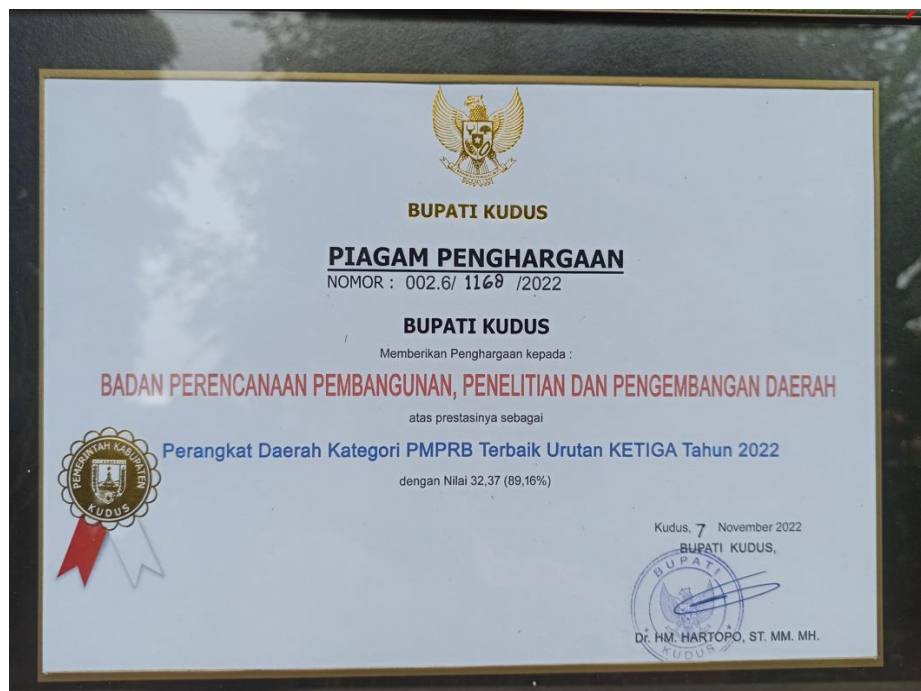 BUPATI KUDUS
PIAGAM PENGHARGAAN
NOMOR : 002.6/ 1168 /2022
BUPATI KUDUS
Memberikan Penghargaan kepada :
BADAN PERENCANAAN PEMBANGUNAN, PENELITIAN DAN PENGEMBANGAN DAERAH
atas prestasinya sebagai
Perangkat Daerah Kategori PMPRB Terbaik Urutan KETIGA Tahun 2022
dengan Nilai 32,37 (89,16%)
PEMERINTAH KABUPATEN
KUDUS
Kudus, 7 November 2022
BUPATI KUDUS,
BUPATI
Dr. HM. HARTOPO, ST. MM. MH.
KUDUS